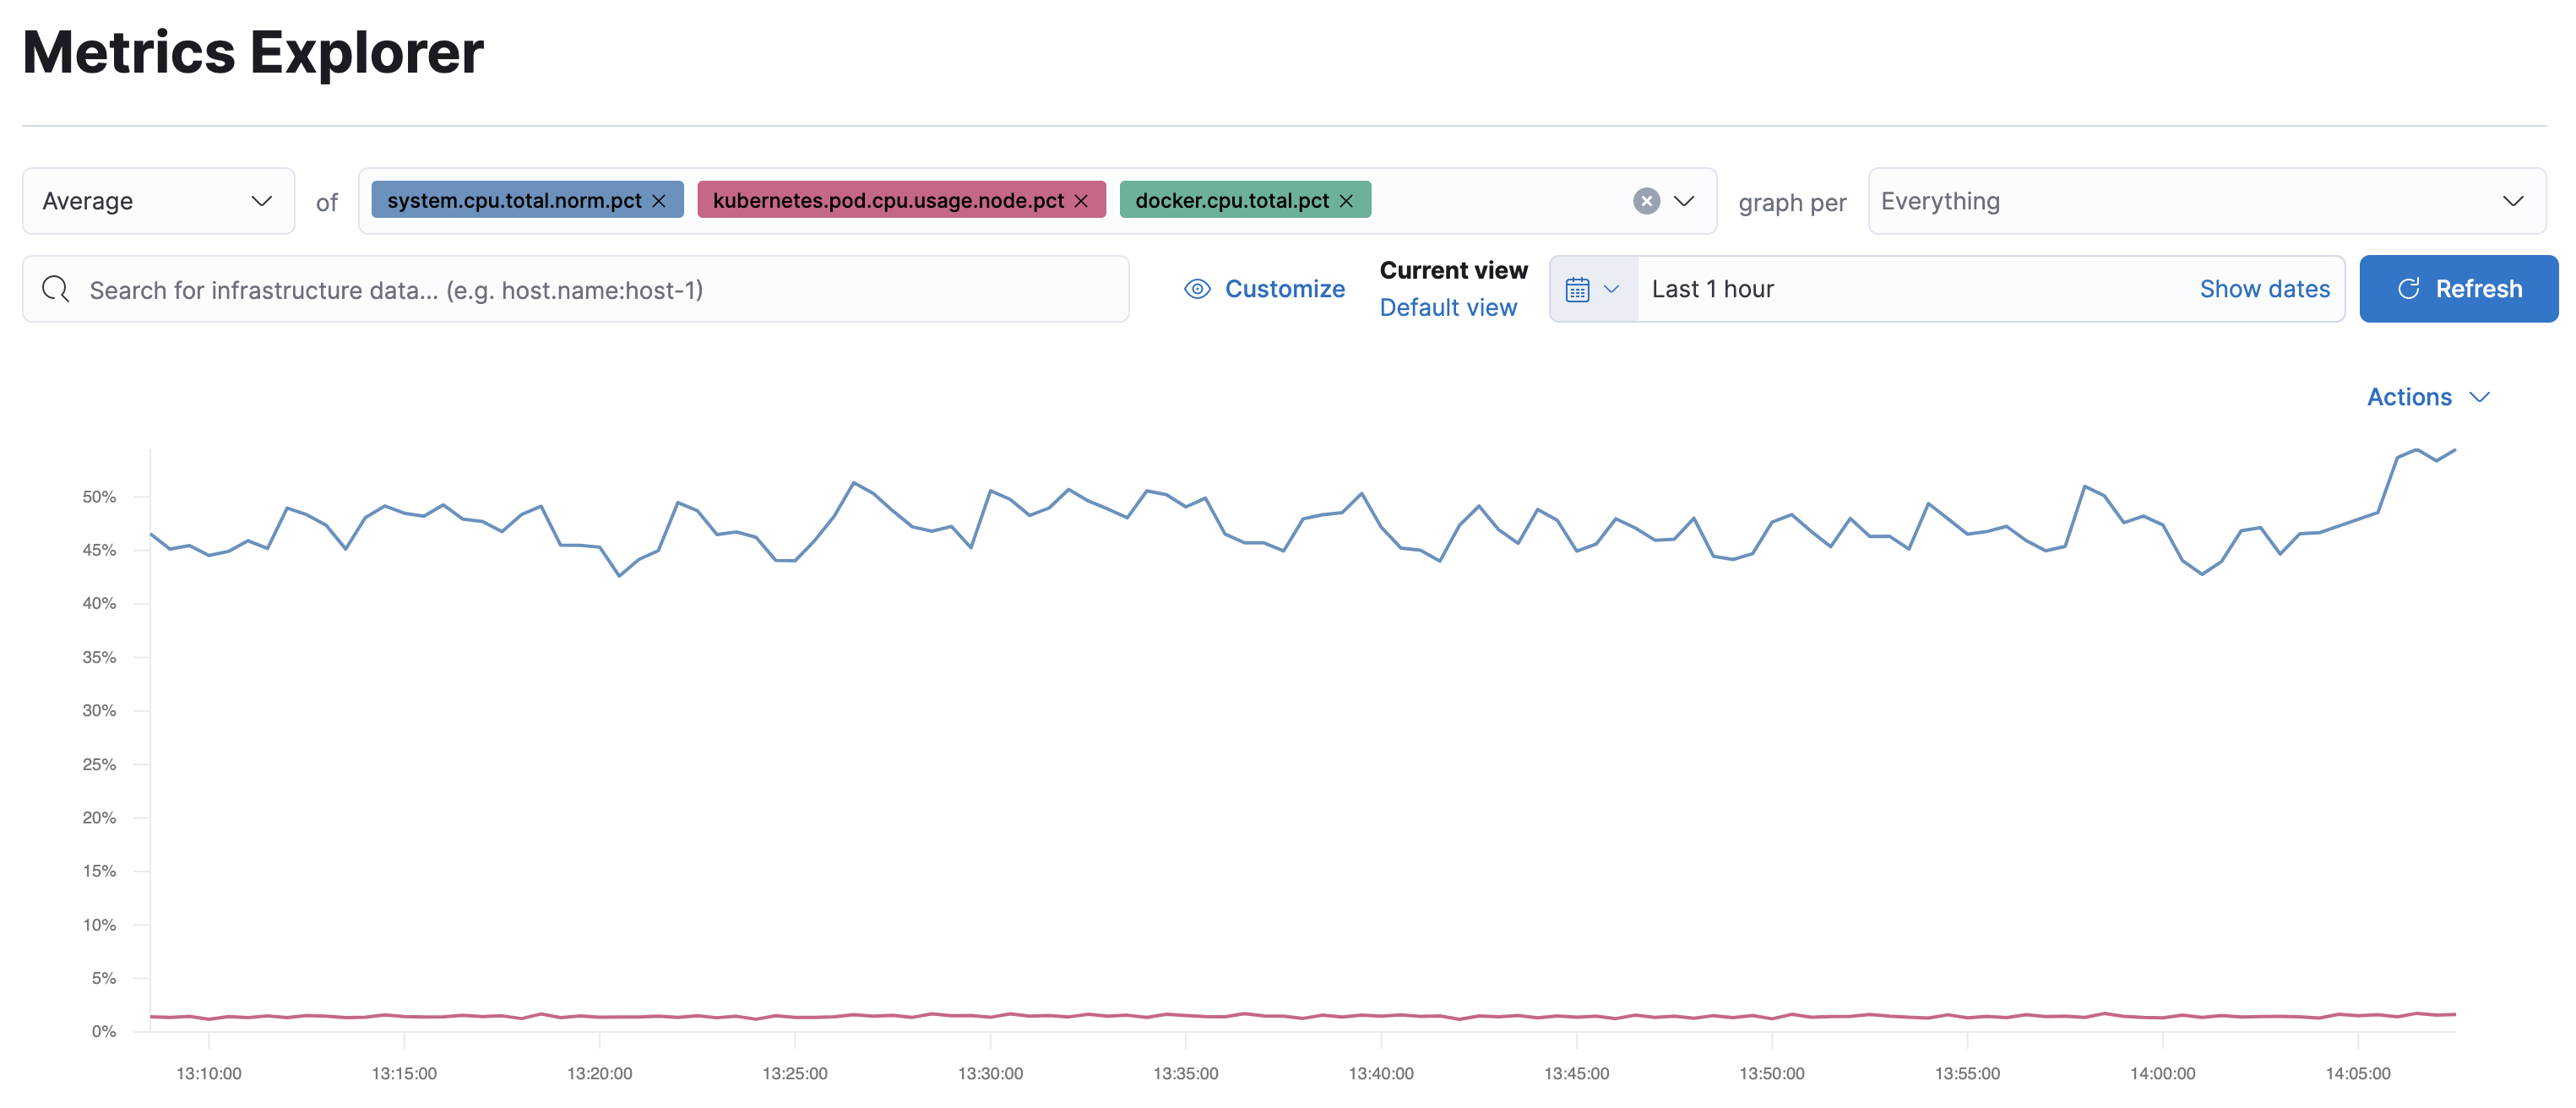 Metrics Explorer
Average of system.cpu.total.norm.pct kubernetes.pod.cpu.usage.node.pct docker.cpu.total.pct graph per Everything
Search for infrastructure data... (e.g. host.name:host-1) Customize
Current view
Default view
Last 1 hour Show dates Refresh
Actions
50%
45%
40%
35%
30%
25%
20%
15%
10%
5%
0%
13:10:00 13:15:00 13:20:00 13:25:00 13:30:00 13:35:00 13:40:00 13:45:00 13:50:00 13:55:00 14:00:00 14:05:00